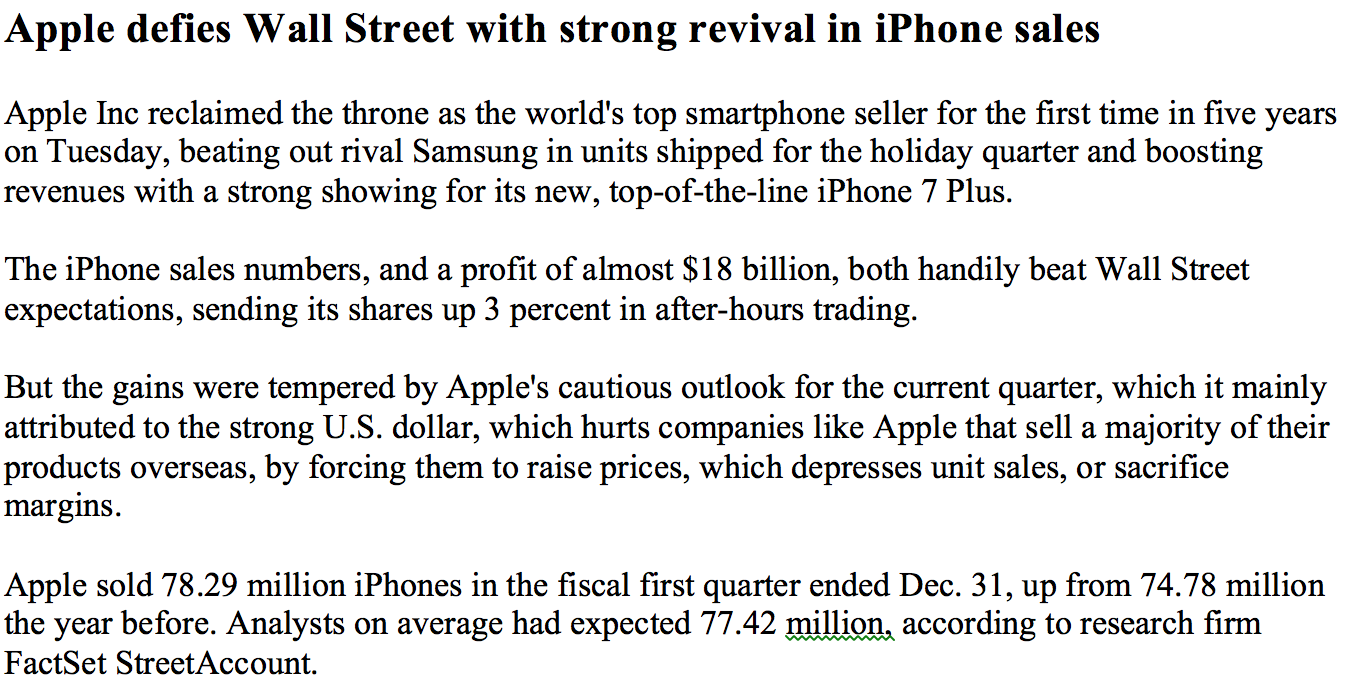 Apple defies Wall Street with strong revival in iPhone sales
Apple Inc reclaimed the throne as the world's top smartphone seller for the first time in five years
on Tuesday, beating out rival Samsung in units shipped for the holiday quarter and boosting
revenues with a strong showing for its new, top-of-the-line iPhone 7 Plus.
The iPhone sales numbers, and a profit of almost $18 billion, both handily beat Wall Street
expectations, sending its shares up 3 percent in after-hours trading.
But the gains were tempered by Apple's cautious outlook for the current quarter, which it mainly
attributed to the strong U.S. dollar, which hurts companies like Apple that sell a majority of their
products overseas, by forcing them to raise prices, which depresses unit sales, or sacrifice
margins.
Apple sold 78.29 million iPhones in the fiscal first quarter ended Dec. 31, up from 74.78 million
the year before. Analysts on average had expected 77.42 million, according to research firm
FactSet StreetAccount.